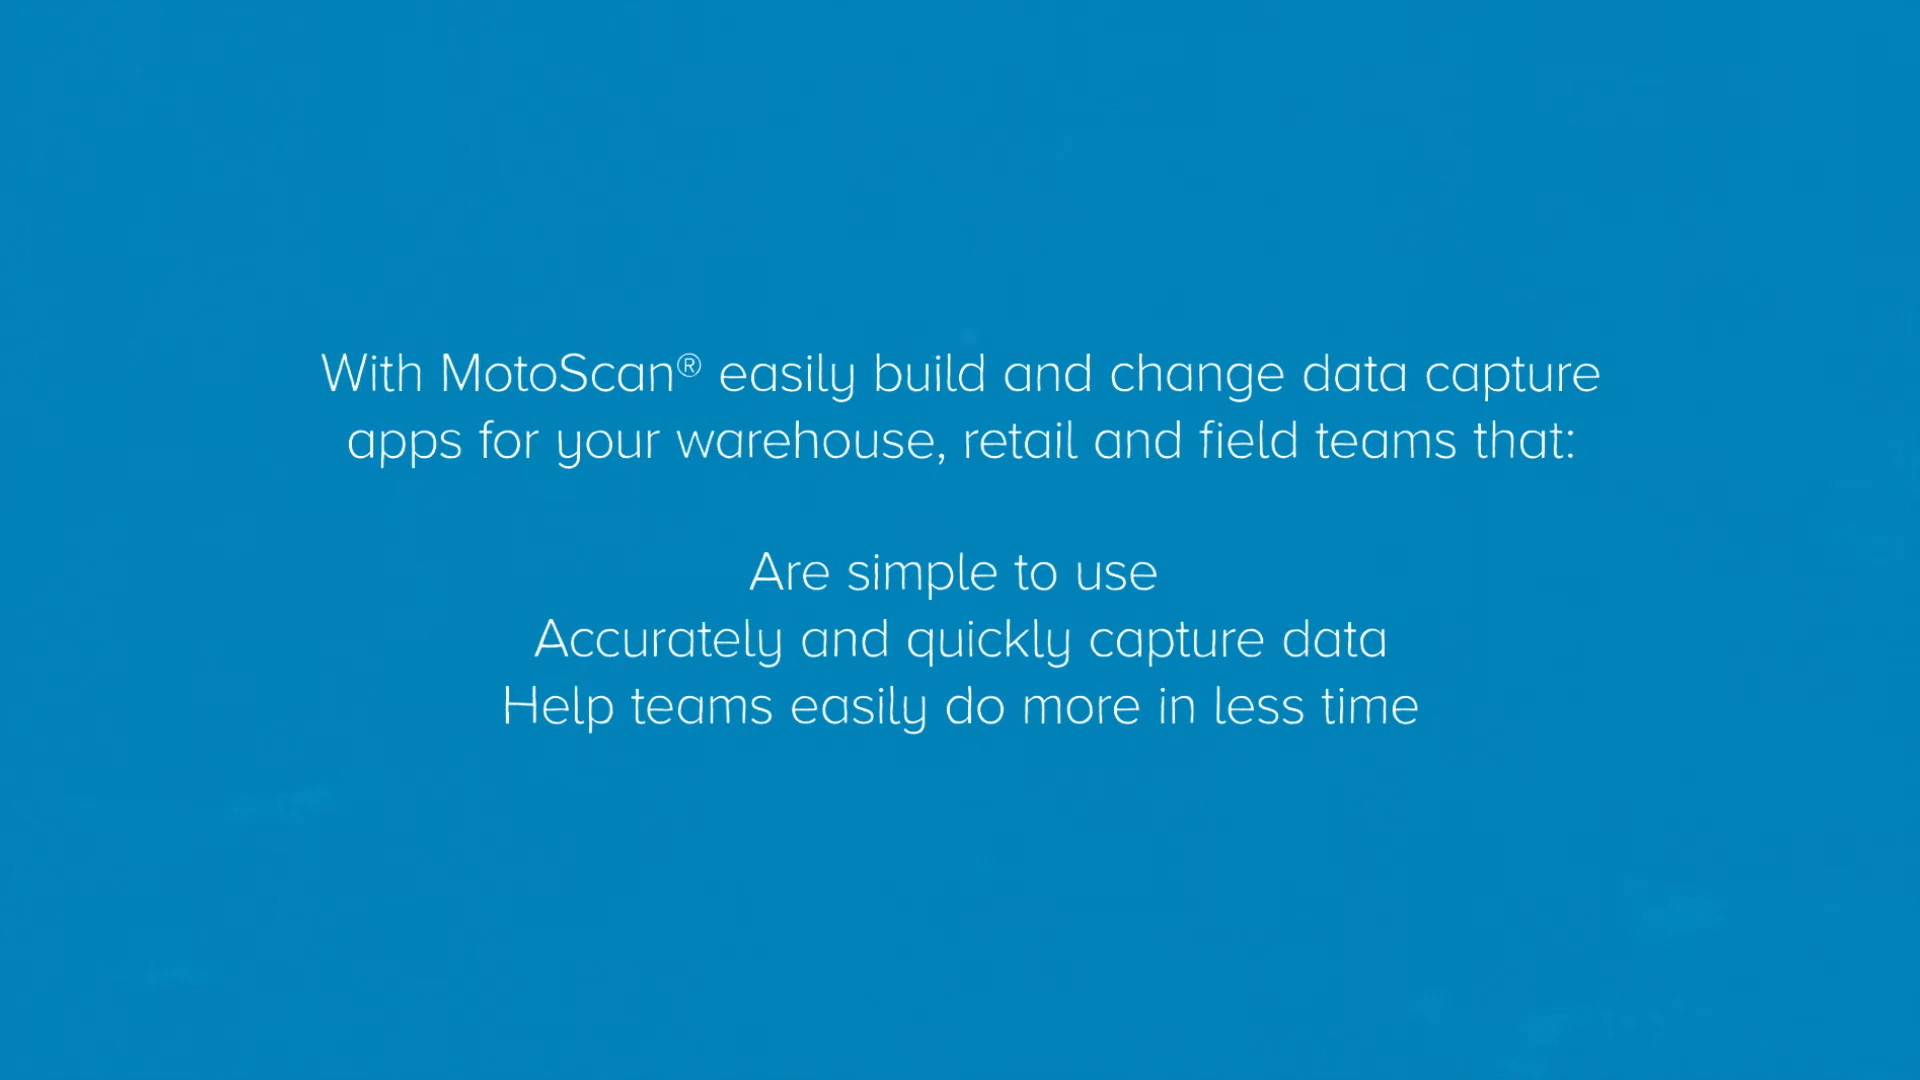 With MotoScan® easily build and change data capture
apps for your warehouse, retail and field teams that:
Are simple to use
Accurately and quickly capture data
Help teams easily do more in less time